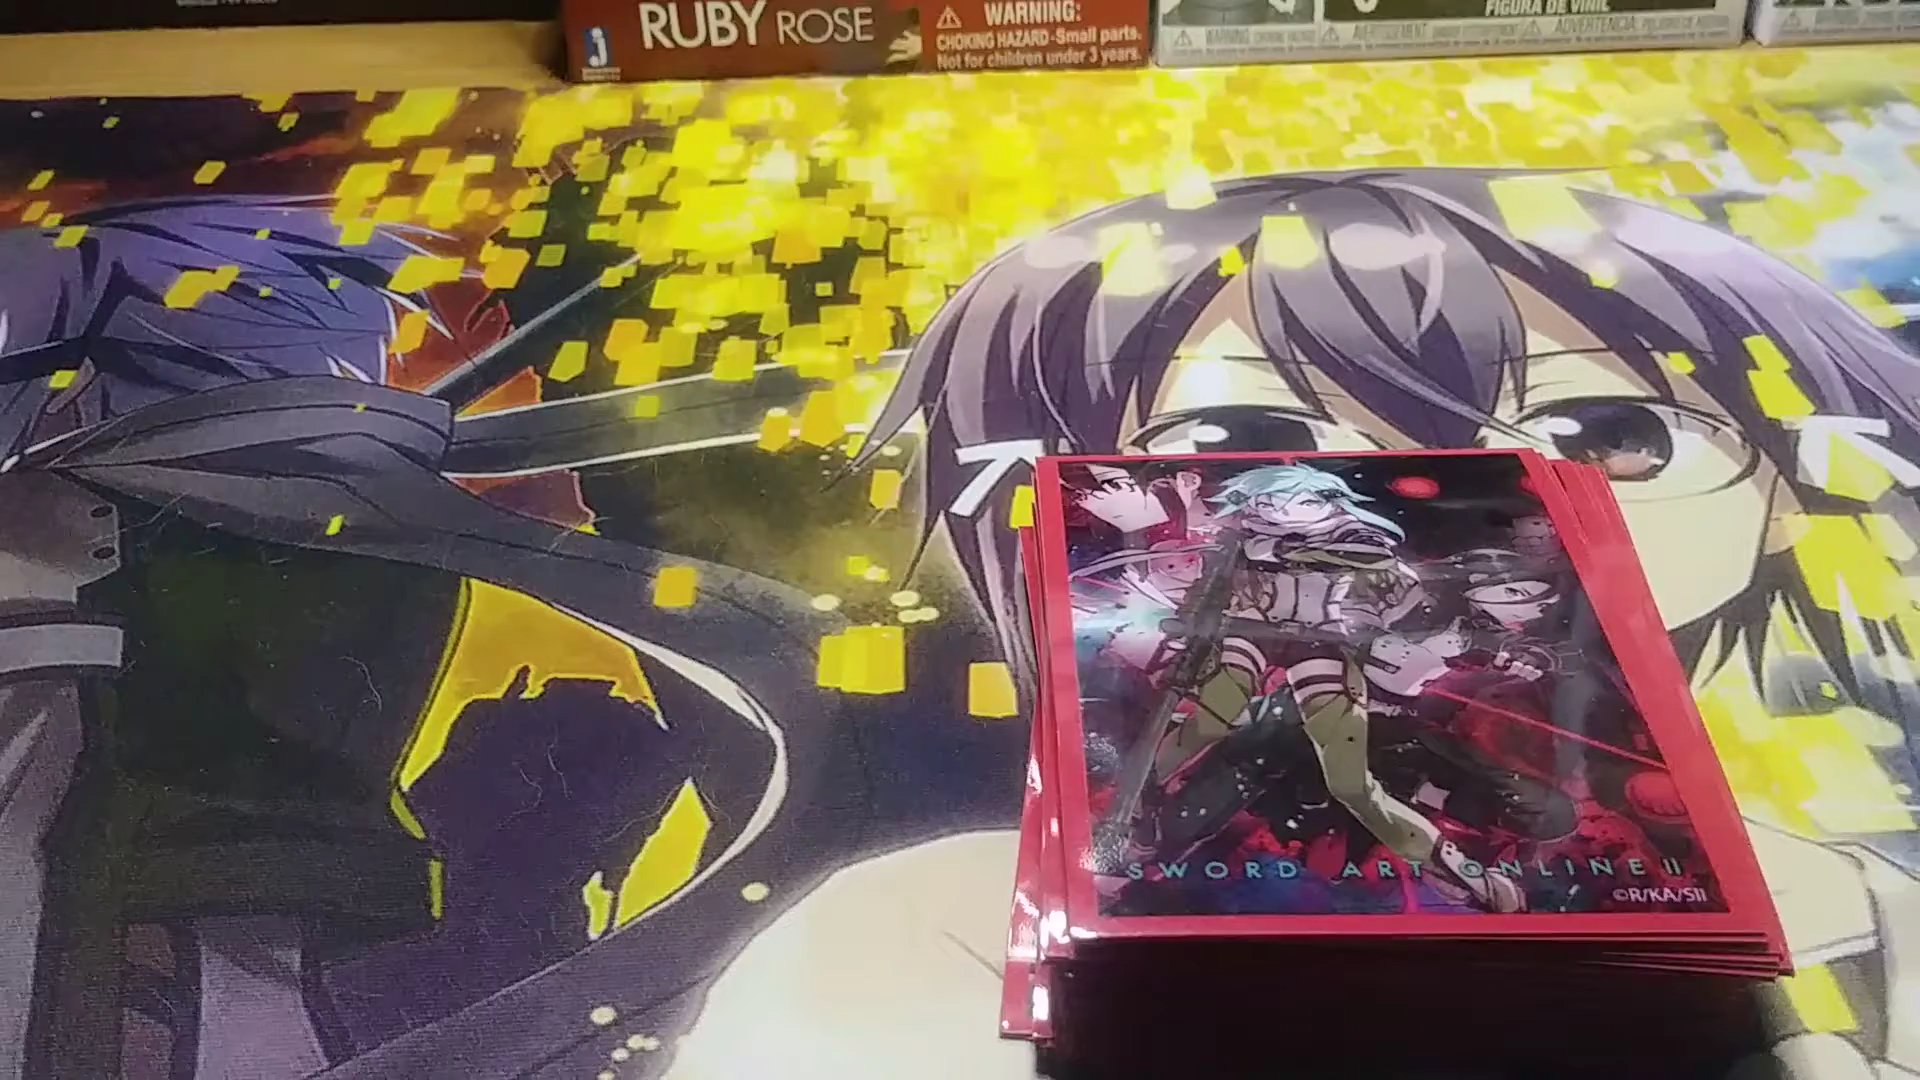 RUBY ROSE
WARNING:
CHOKING HAZARD-Small parts.
Not for children under 3 years.
FIGURA DE VINIL
WARNING
SWORD ART ONLINE II
©R/KA/SII